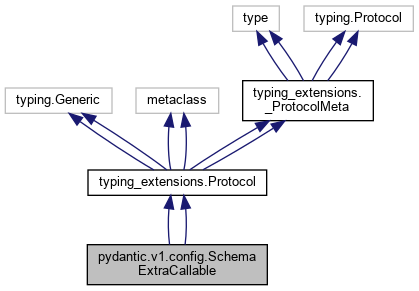 type
typing.Protocol
typing.Generic
metaclass
typing_extensions.
_ProtocolMeta
typing_extensions.Protocol
pydantic.v1.config.Schema
ExtraCallable